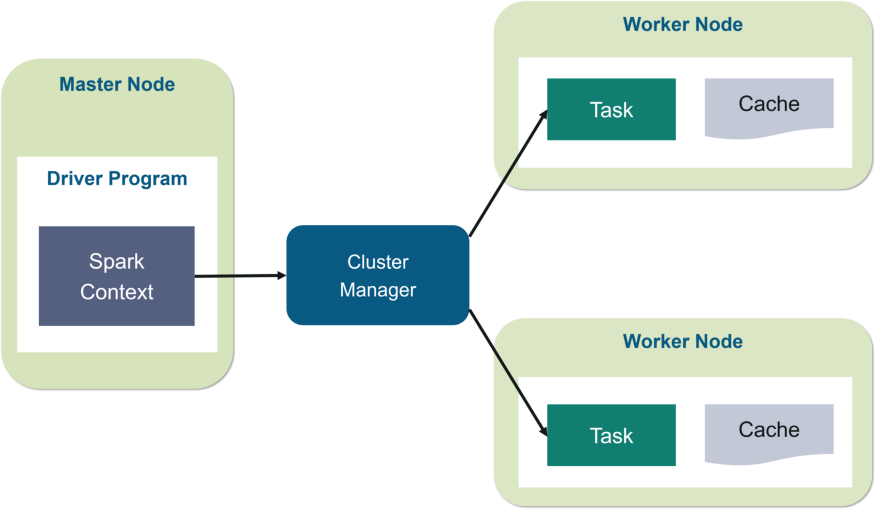 Master Node
Driver Program
Spark
Context
Cluster
Manager
Worker Node
Task
Cache
Worker Node
Task
Cache